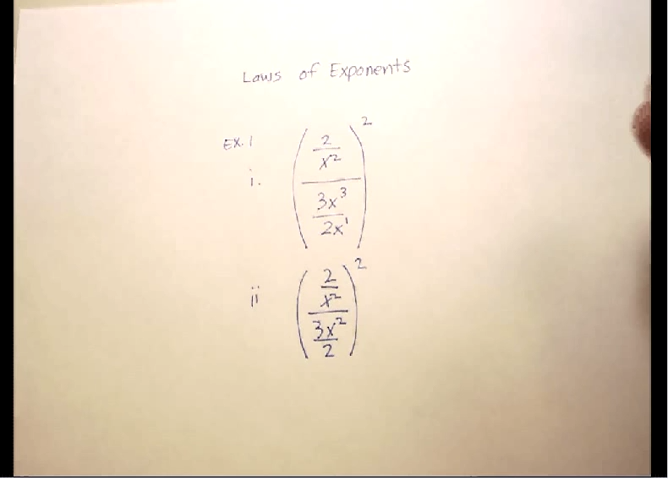 Laws of Exponents
Ex. 1
i.
( 2 / x² / 3x³ / 2x¹ )²
ii
( 2 / x² / 3x² / 2 )²